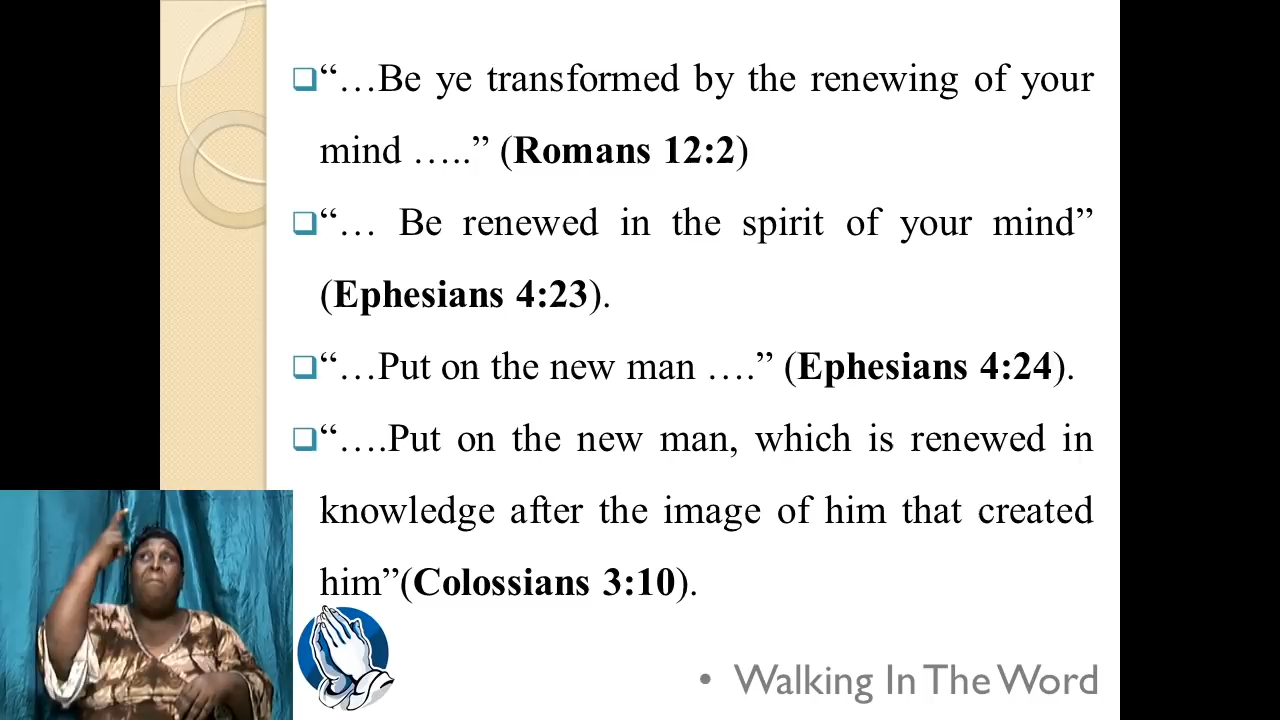 “…Be ye transformed by the renewing of your
mind …..” (Romans 12:2)
“… Be renewed in the spirit of your mind”
(Ephesians 4:23).
“…Put on the new man ….” (Ephesians 4:24).
“….Put on the new man, which is renewed in
knowledge after the image of him that created
him”(Colossians 3:10).
• Walking In The Word